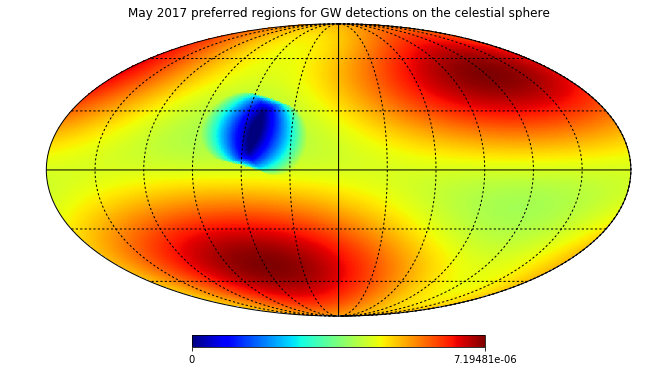 May 2017 preferred regions for GW detections on the celestial sphere
0 7.19481e-06